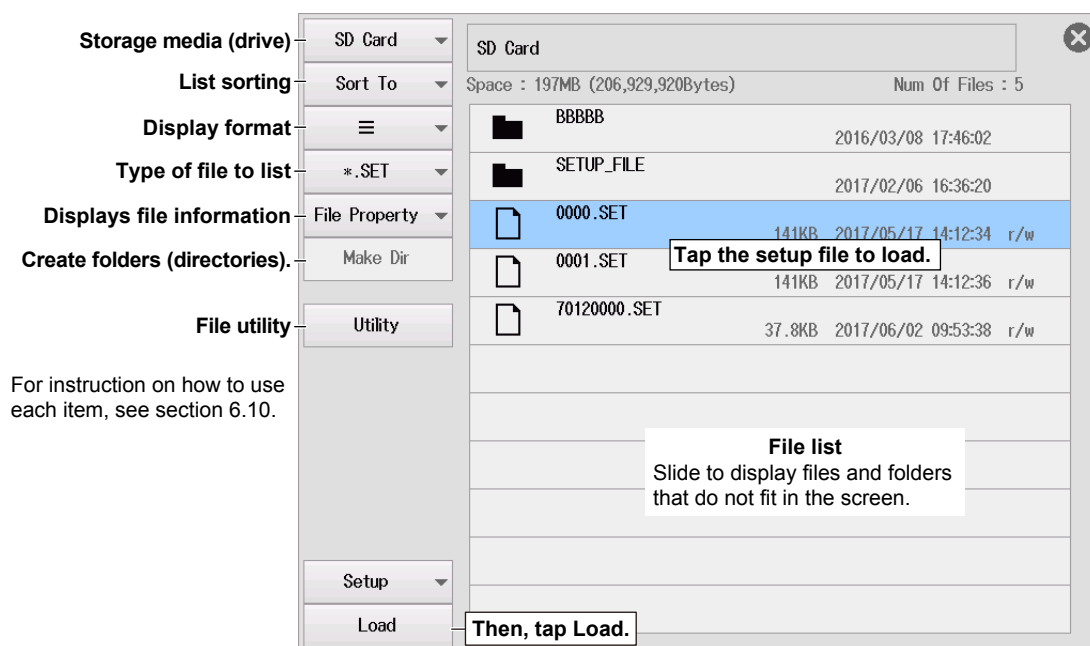 Storage media (drive)
SD Card
SD Card
List sorting
Sort To
Space : 197MB (206,929,920Bytes)
Num Of Files : 5
Display format
BBBBB
2016/03/08 17:46:02
Type of file to list
*.SET
SETUP_FILE
2017/02/06 16:36:20
Displays file information
File Property
0000.SET
141KB 2017/05/17 14:12:34 r/w
Tap the setup file to load.
Create folders (directories).
Make Dir
0001.SET
141KB 2017/05/17 14:12:36 r/w
File utility
Utility
70120000.SET
37.8KB 2017/06/02 09:53:38 r/w
For instruction on how to use
each item, see section 6.10.
File list
Slide to display files and folders
that do not fit in the screen.
Setup
Load
Then, tap Load.